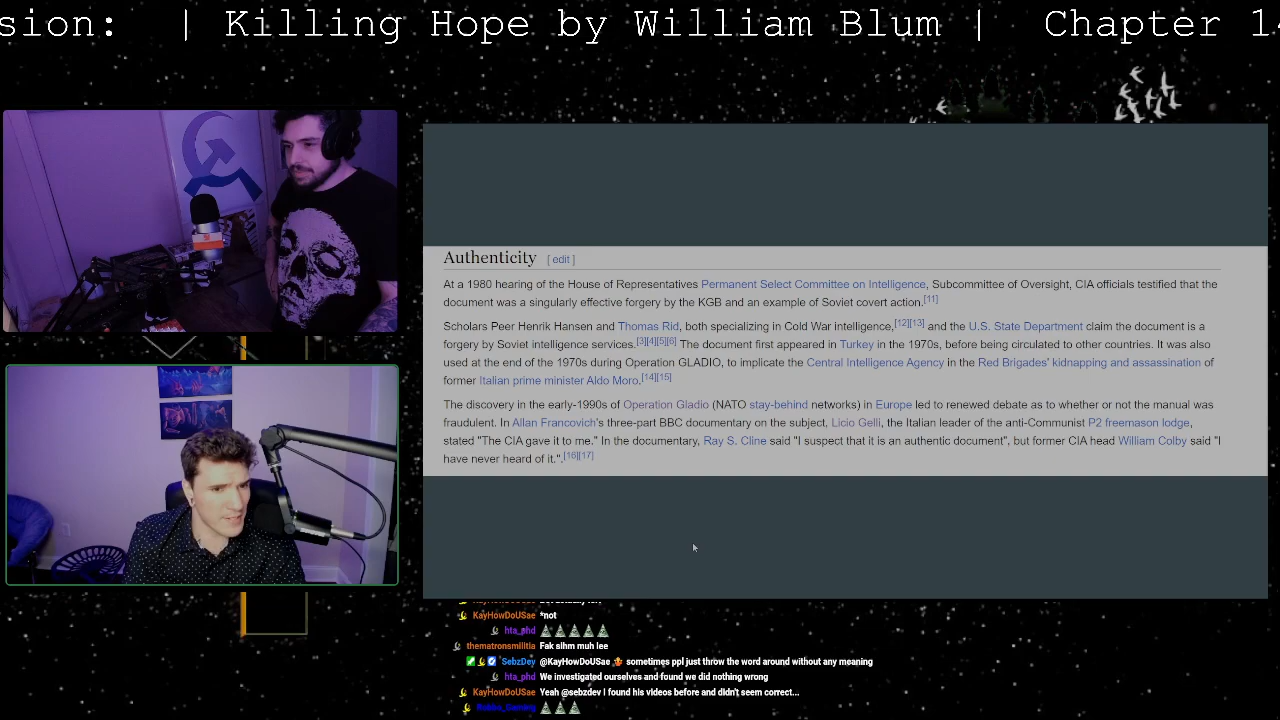 sion: | Killing Hope by William Blum | Chapter 1
Authenticity [ edit ]
At a 1980 hearing of the House of Representatives Permanent Select Committee on Intelligence, Subcommittee of Oversight, CIA officials testified that the
document was a singularly effective forgery by the KGB and an example of Soviet covert action.[11]
Scholars Peer Henrik Hansen and Thomas Rid, both specializing in Cold War intelligence,[12][13] and the U.S. State Department claim the document is a
forgery by Soviet intelligence services.[3][4][5][6] The document first appeared in Turkey in the 1970s, before being circulated to other countries. It was also
used at the end of the 1970s during Operation GLADIO, to implicate the Central Intelligence Agency in the Red Brigades' kidnapping and assassination of
former Italian prime minister Aldo Moro.[14][15]
The discovery in the early-1990s of Operation Gladio (NATO stay-behind networks) in Europe led to renewed debate as to whether or not the manual was
fraudulent. In Allan Francovich's three-part BBC documentary on the subject, Licio Gelli, the Italian leader of the anti-Communist P2 freemason lodge,
stated "The CIA gave it to me." In the documentary, Ray S. Cline said "I suspect that it is an authentic document", but former CIA head William Colby said "I
have never heard of it.".[16][17]
KayHowDoUSae *not
hta_phd
thematronsmilitia Fak slhm muh lee
SebzDey @KayHowDoUSae sometimes ppl just throw the word around without any meaning
hta_phd We investigated ourselves and found we did nothing wrong
KayHowDoUSae Yeah @sebzdev I found his videos before and didn't seem correct...